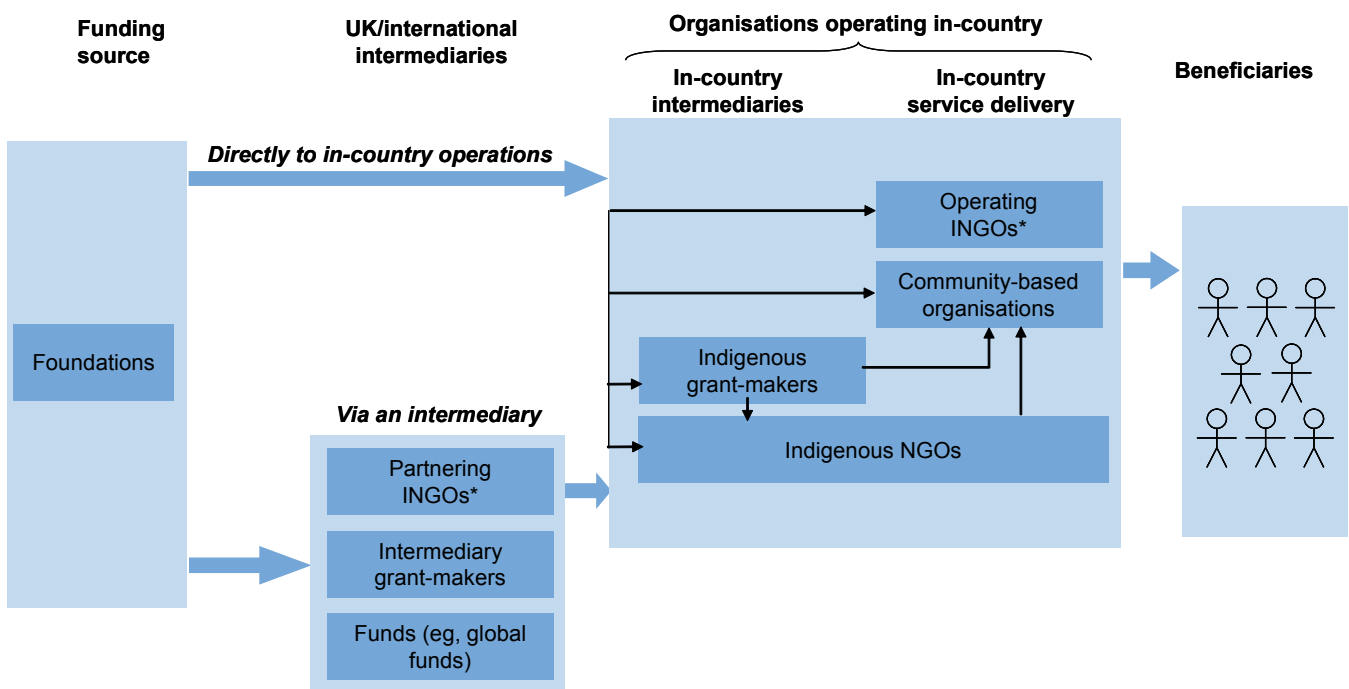 Funding
source
UK/international
intermediaries
Organisations operating in-country
In-country
intermediaries
In-country
service delivery
Beneficiaries
Directly to in-country operations
Operating
INGOs*
Community-based
organisations
Foundations
Indigenous
grant-makers
Via an intermediary
Indigenous NGOs
Partnering
INGOs*
Intermediary
grant-makers
Funds (eg, global
funds)